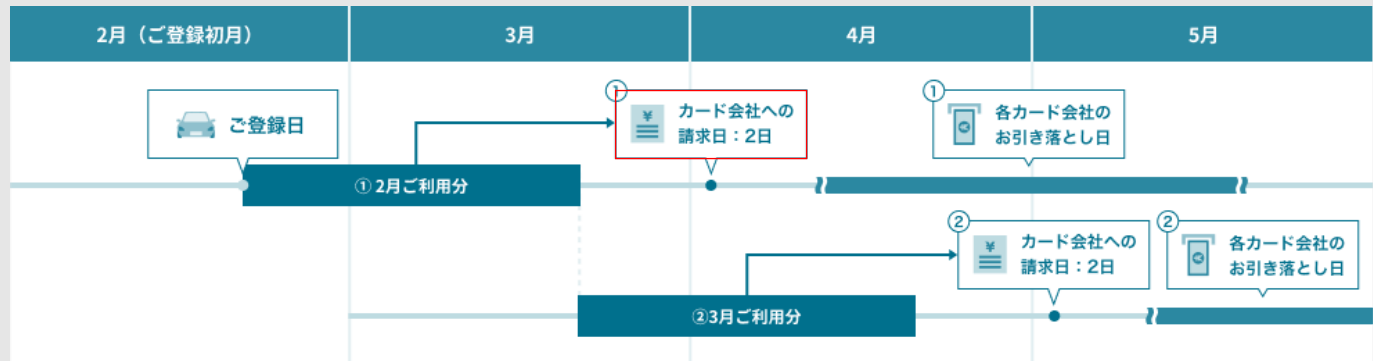 2月（ご登録初月）
3月
4月
5月
ご登録日
①
¥
カード会社への
請求日：2日
①
各カード会社の
お引き落とし日
① 2月ご利用分
②
¥
カード会社への
請求日：2日
②
各カード会社の
お引き落とし日
②3月ご利用分